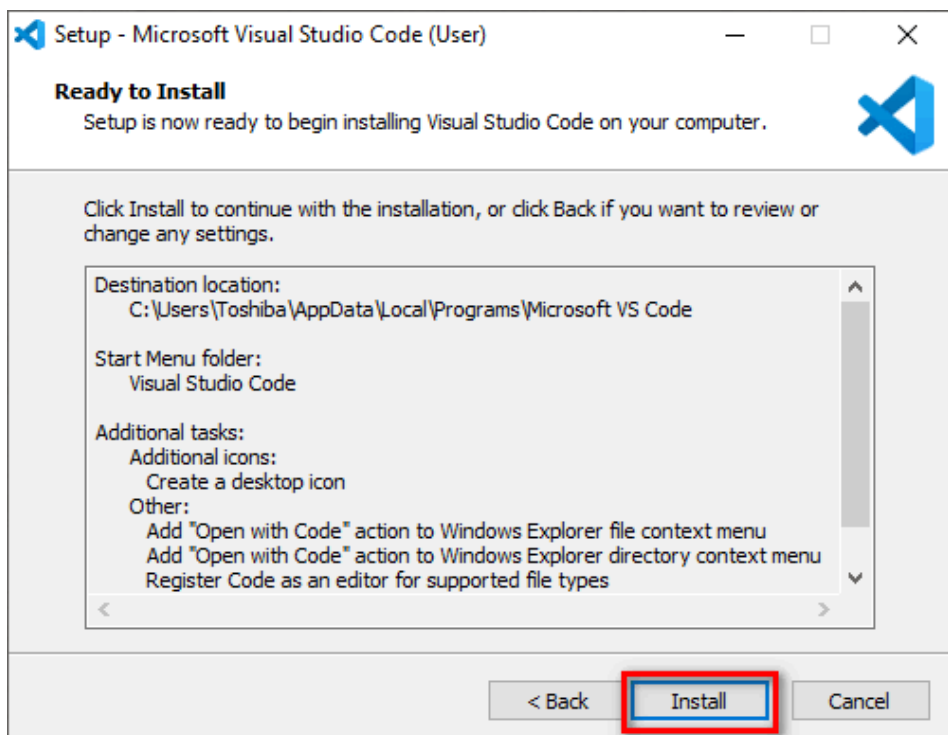 Setup - Microsoft Visual Studio Code (User)
Ready to Install
Setup is now ready to begin installing Visual Studio Code on your computer.
Click Install to continue with the installation, or click Back if you want to review or
change any settings.
Destination location:
C:\Users\Toshiba\AppData\Local\Programs\Microsoft VS Code
Start Menu folder:
Visual Studio Code
Additional tasks:
Additional icons:
Create a desktop icon
Other:
Add "Open with Code" action to Windows Explorer file context menu
Add "Open with Code" action to Windows Explorer directory context menu
Register Code as an editor for supported file types
< Back Install Cancel